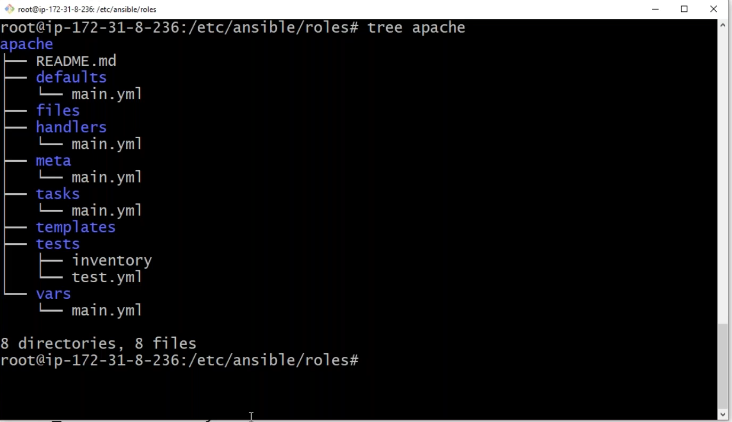 root@ip-172-31-8-236: /etc/ansible/roles
root@ip-172-31-8-236:/etc/ansible/roles# tree apache
apache
├── README.md
├── defaults
│   └── main.yml
├── files
├── handlers
│   └── main.yml
├── meta
│   └── main.yml
├── tasks
│   └── main.yml
├── templates
├── tests
│   ├── inventory
│   └── test.yml
└── vars
    └── main.yml
8 directories, 8 files
root@ip-172-31-8-236:/etc/ansible/roles#